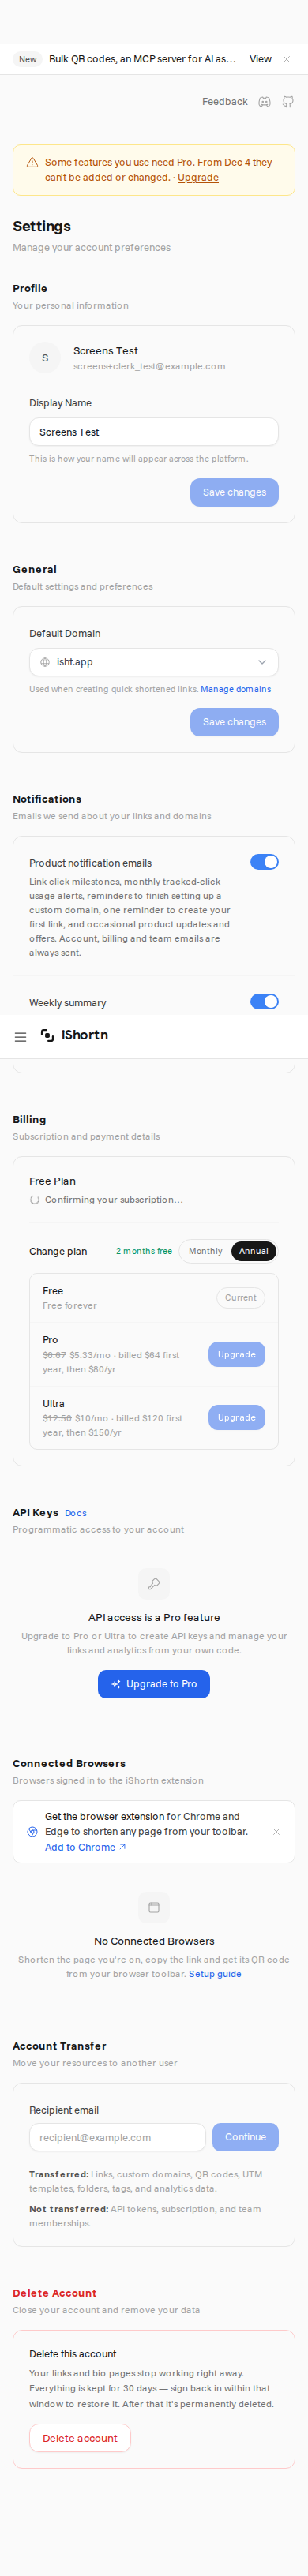 New Bulk QR codes, an MCP server for AI as… View
Feedback
Some features you use need Pro. From Dec 4 they
can't be added or changed. · Upgrade
Settings
Manage your account preferences
Profile
Your personal information
S
Screens Test
screens+clerk_test@example.com
Display Name
Screens Test
This is how your name will appear across the platform.
Save changes
General
Default settings and preferences
Default Domain
isht.app
Used when creating quick shortened links. Manage domains
Save changes
Notifications
Emails we send about your links and domains
Product notification emails
Link click milestones, monthly tracked-click
usage alerts, reminders to finish setting up a
custom domain, one reminder to create your
first link, and occasional product updates and
offers. Account, billing and team emails are
always sent.
Weekly summary
IShortn
Billing
Subscription and payment details
Free Plan
Confirming your subscription…
Change plan 2 months free Monthly Annual
Free
Free forever
Current
Pro
$6.67 $5.33/mo · billed $64 first
year, then $80/yr
Upgrade
Ultra
$12.50 $10/mo · billed $120 first
year, then $150/yr
Upgrade
API Keys Docs
Programmatic access to your account
API access is a Pro feature
Upgrade to Pro or Ultra to create API keys and manage your
links and analytics from your own code.
Upgrade to Pro
Connected Browsers
Browsers signed in to the iShortn extension
Get the browser extension for Chrome and
Edge to shorten any page from your toolbar.
Add to Chrome
No Connected Browsers
Shorten the page you're on, copy the link and get its QR code
from your browser toolbar. Setup guide
Account Transfer
Move your resources to another user
Recipient email
recipient@example.com
Continue
Transferred: Links, custom domains, QR codes, UTM
templates, folders, tags, and analytics data.
Not transferred: API tokens, subscription, and team
memberships.
Delete Account
Close your account and remove your data
Delete this account
Your links and bio pages stop working right away.
Everything is kept for 30 days — sign back in within that
window to restore it. After that it's permanently deleted.
Delete account